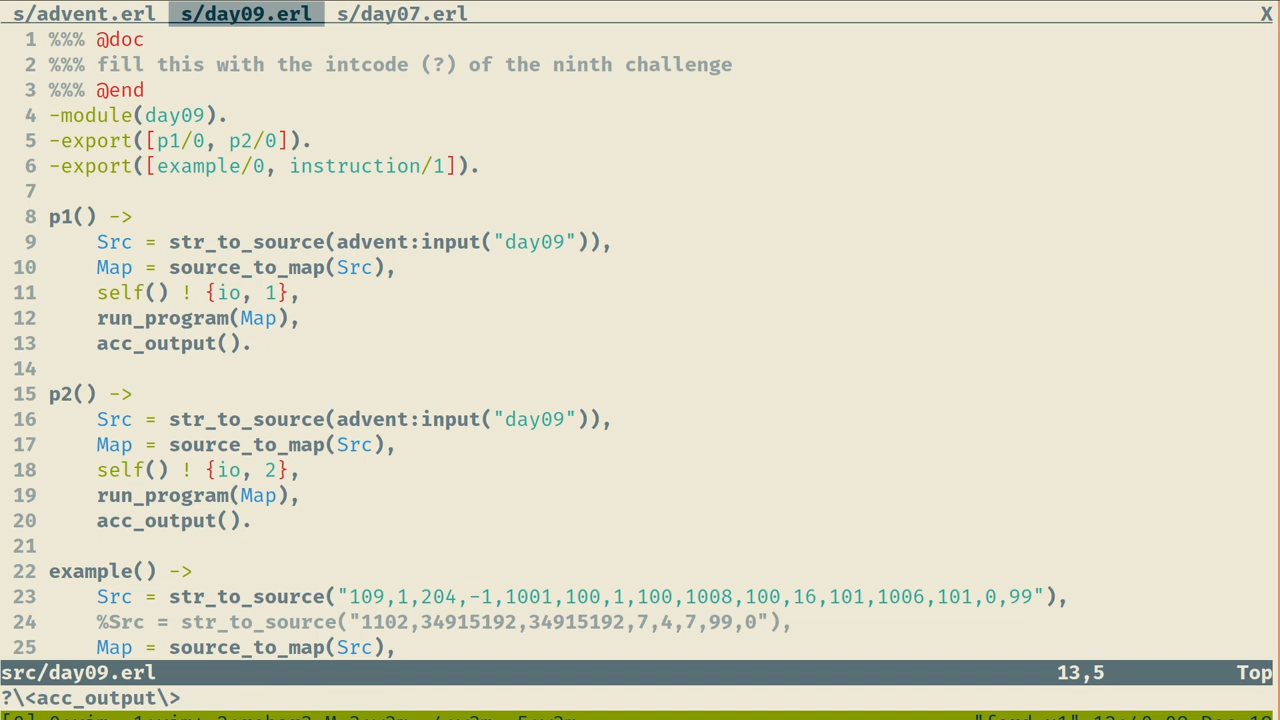 s/advent.erl  s/day09.erl  s/day07.erl X
1 %%% @doc
2 %%% fill this with the intcode (?) of the ninth challenge
3 %%% @end
4 -module(day09).
5 -export([p1/0, p2/0]).
6 -export([example/0, instruction/1]).
7
8 p1() ->
9     Src = str_to_source(advent:input("day09")),
10     Map = source_to_map(Src),
11     self() ! {io, 1},
12     run_program(Map),
13     acc_output().
14
15 p2() ->
16     Src = str_to_source(advent:input("day09")),
17     Map = source_to_map(Src),
18     self() ! {io, 2},
19     run_program(Map),
20     acc_output().
21
22 example() ->
23     Src = str_to_source("109,1,204,-1,1001,100,1,100,1008,100,16,101,1006,101,0,99"),
24     %Src = str_to_source("1102,34915192,34915192,7,4,7,99,0"),
25     Map = source_to_map(Src),
src/day09.erl 13,5 Top
?\<acc_output\>